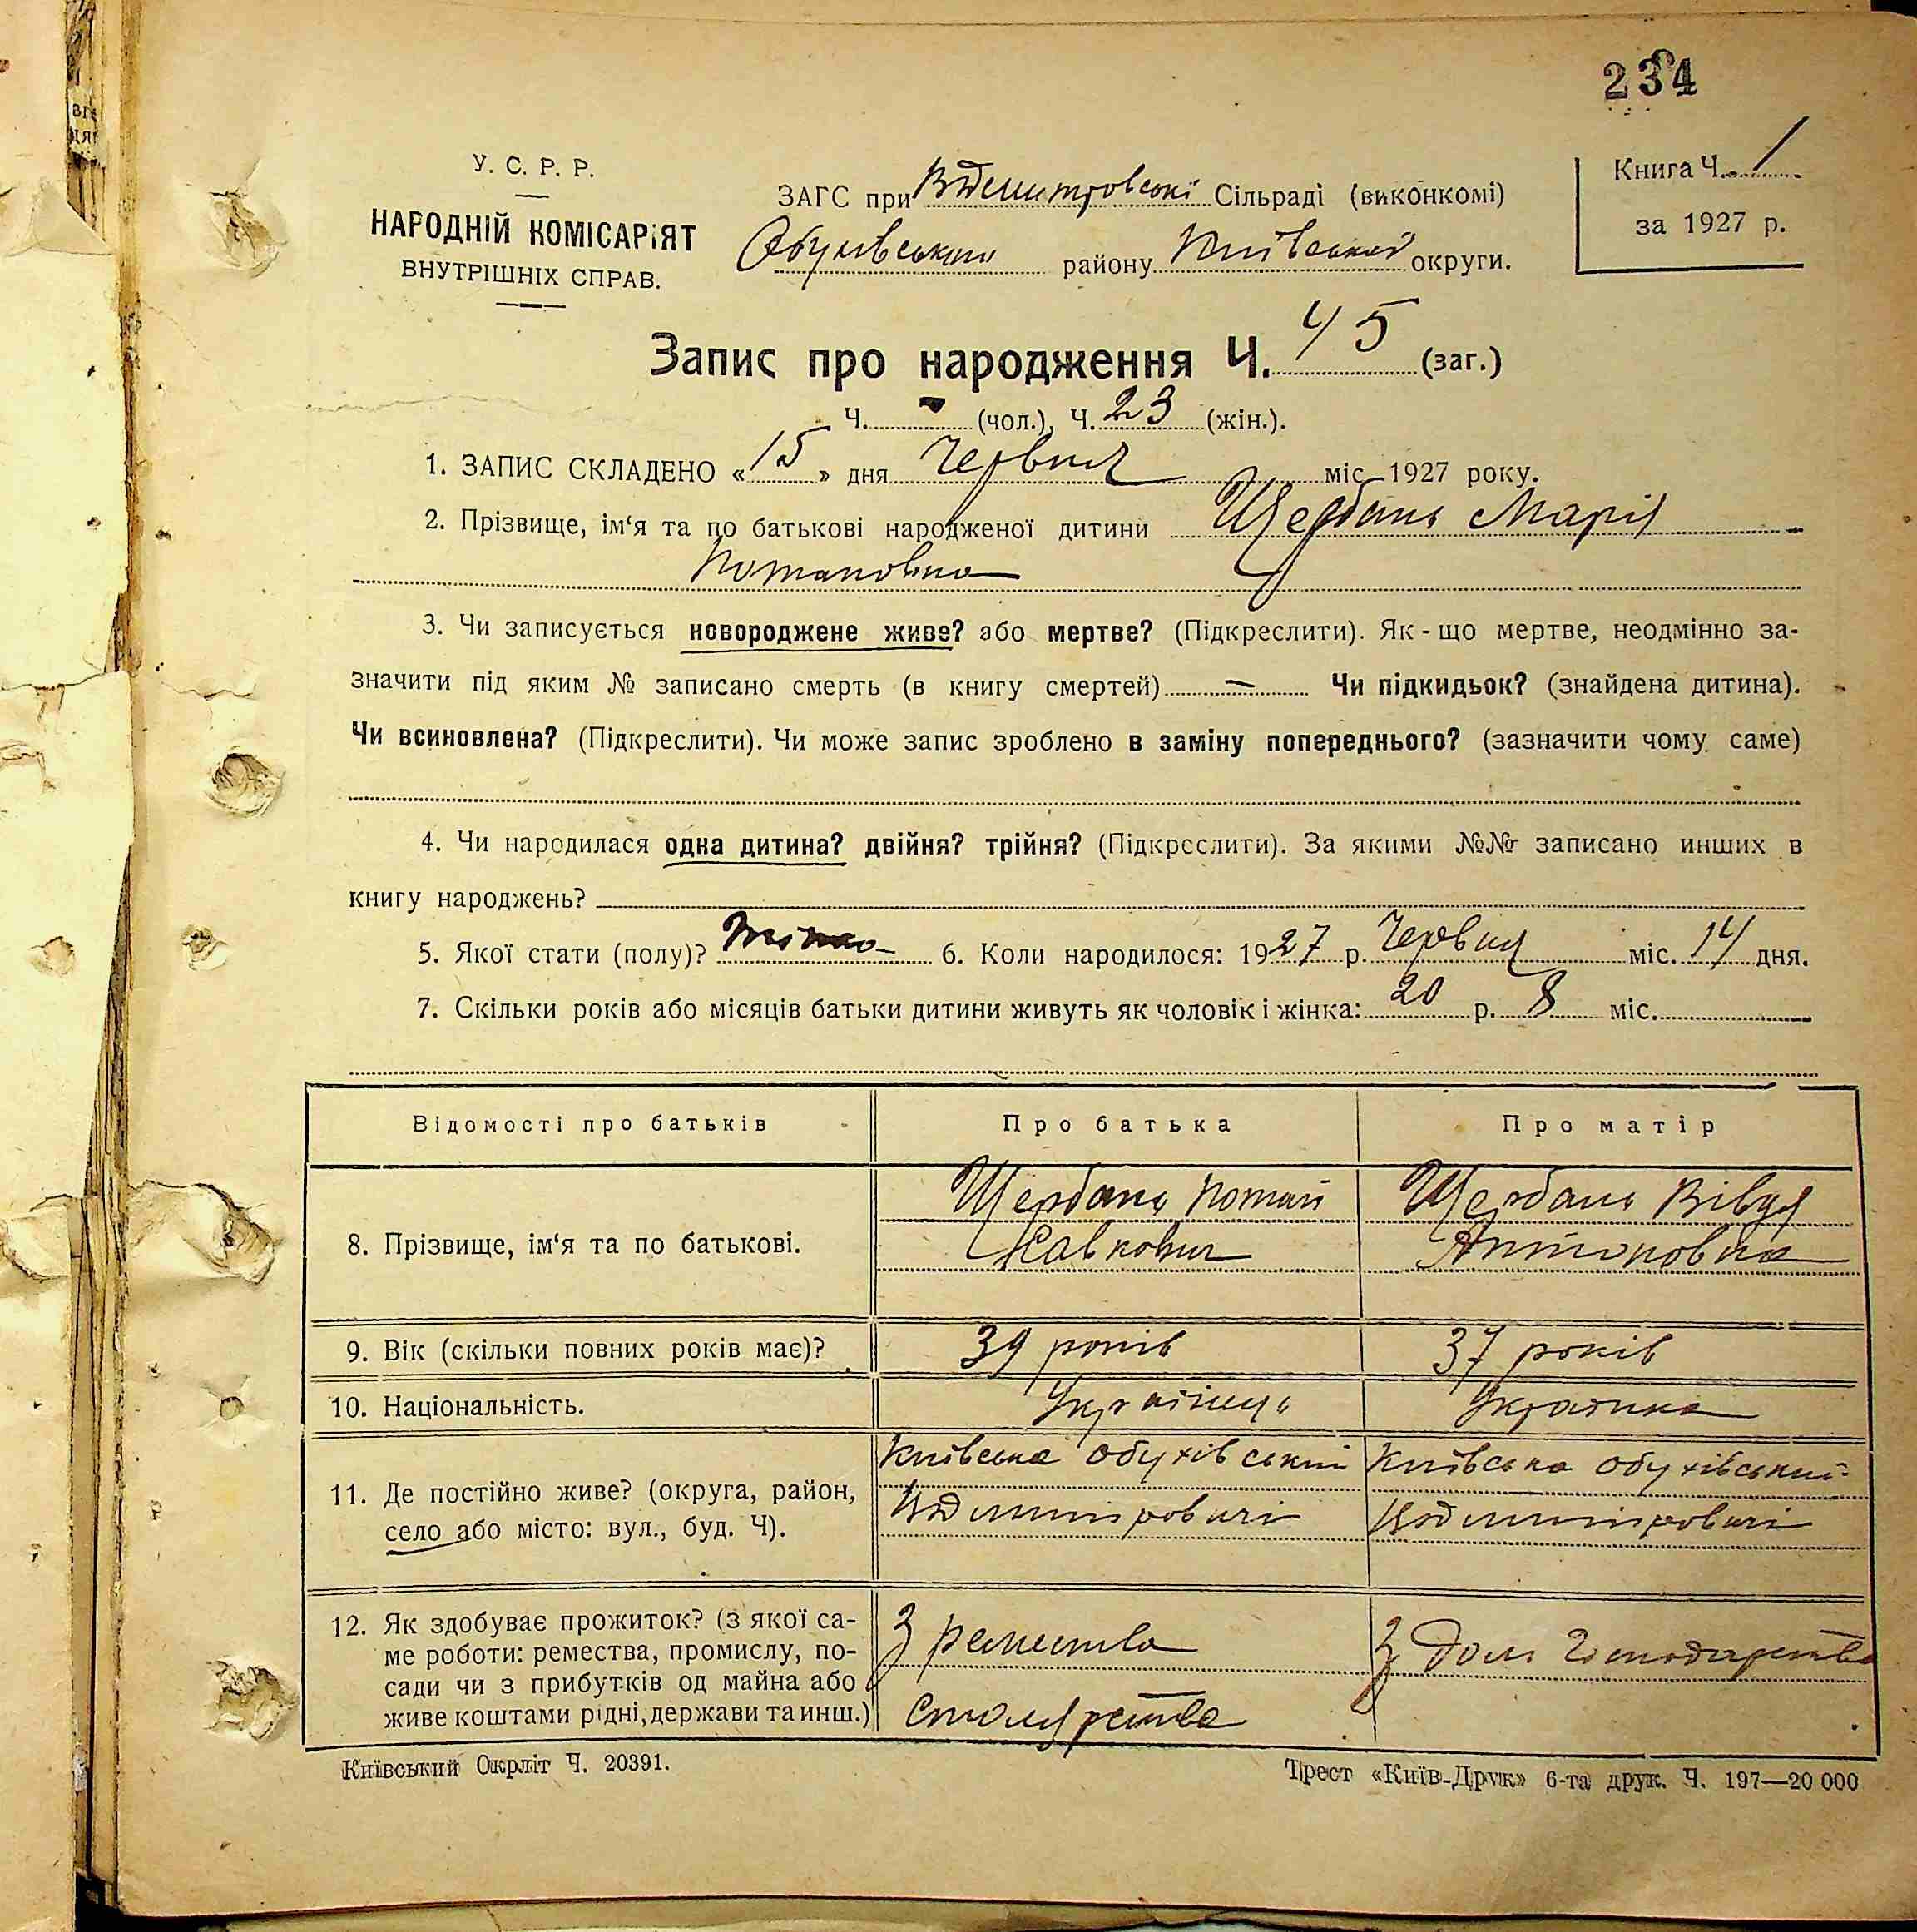 234
У. С. Р. Р.
НАРОДНІЙ КОМІСАРІЯТ
ВНУТРІШНІХ СПРАВ.
ЗАГС при Вдемитровські Сільраді (виконкомі)
Обухівським району Київської округи.
Книга Ч. 1
за 1927 р.
Запис про народження Ч. 45 (заг.)
Ч. - (чол.), Ч. 23 (жін.).
1. ЗАПИС СКЛАДЕНО « 15 » дня Червня міс 1927 року.
2. Прізвище, ім‘я та по батькові народженої дитини Щербань Марія
Потаповна
3. Чи записується новороджене живе? або мертве? (Підкреслити). Як-що мертве, неодмінно за-
значити під яким № записано смерть (в книгу смертей) — Чи підкидьок? (знайдена дитина).
Чи всиновлена? (Підкреслити). Чи може запис зроблено в заміну попереднього? (зазначити чому саме)
4. Чи народилася одна дитина? двійня? трійня? (Підкреслити). За якими №№ записано инших в
книгу народжень?
5. Якої стати (полу)? 6. Коли народилося: 1927 р. Червня міс. 14 дня.
7. Скільки років або місяців батьки дитини живуть як чоловік і жінка: 20 р. 8 міс.
Відомості про батьків Про батька Про матір
8. Прізвище, ім‘я та по батькові.
Щербань Потап
Савкович
Щербань Вівдя
Антоновна
9. Вік (скільки повних років має)? 39 років 37 років
10. Національність. Українець Украінка
11. Де постійно живе? (округа, район,
село або місто: вул., буд. Ч).
Київська Обухівський
Вдемитровичі
Київська Обухівський
Вдемитровичі
12. Як здобуває прожиток? (з якої са-
ме роботи: ремества, промислу, по-
сади чи з прибутків од майна або
живе коштами рідні, держави та инш.)
З ремества
столярства
З дом Господарства
Київський Окрліт Ч. 20391.
Трест «Київ-Друк» 6-та друк. Ч. 197—20 000